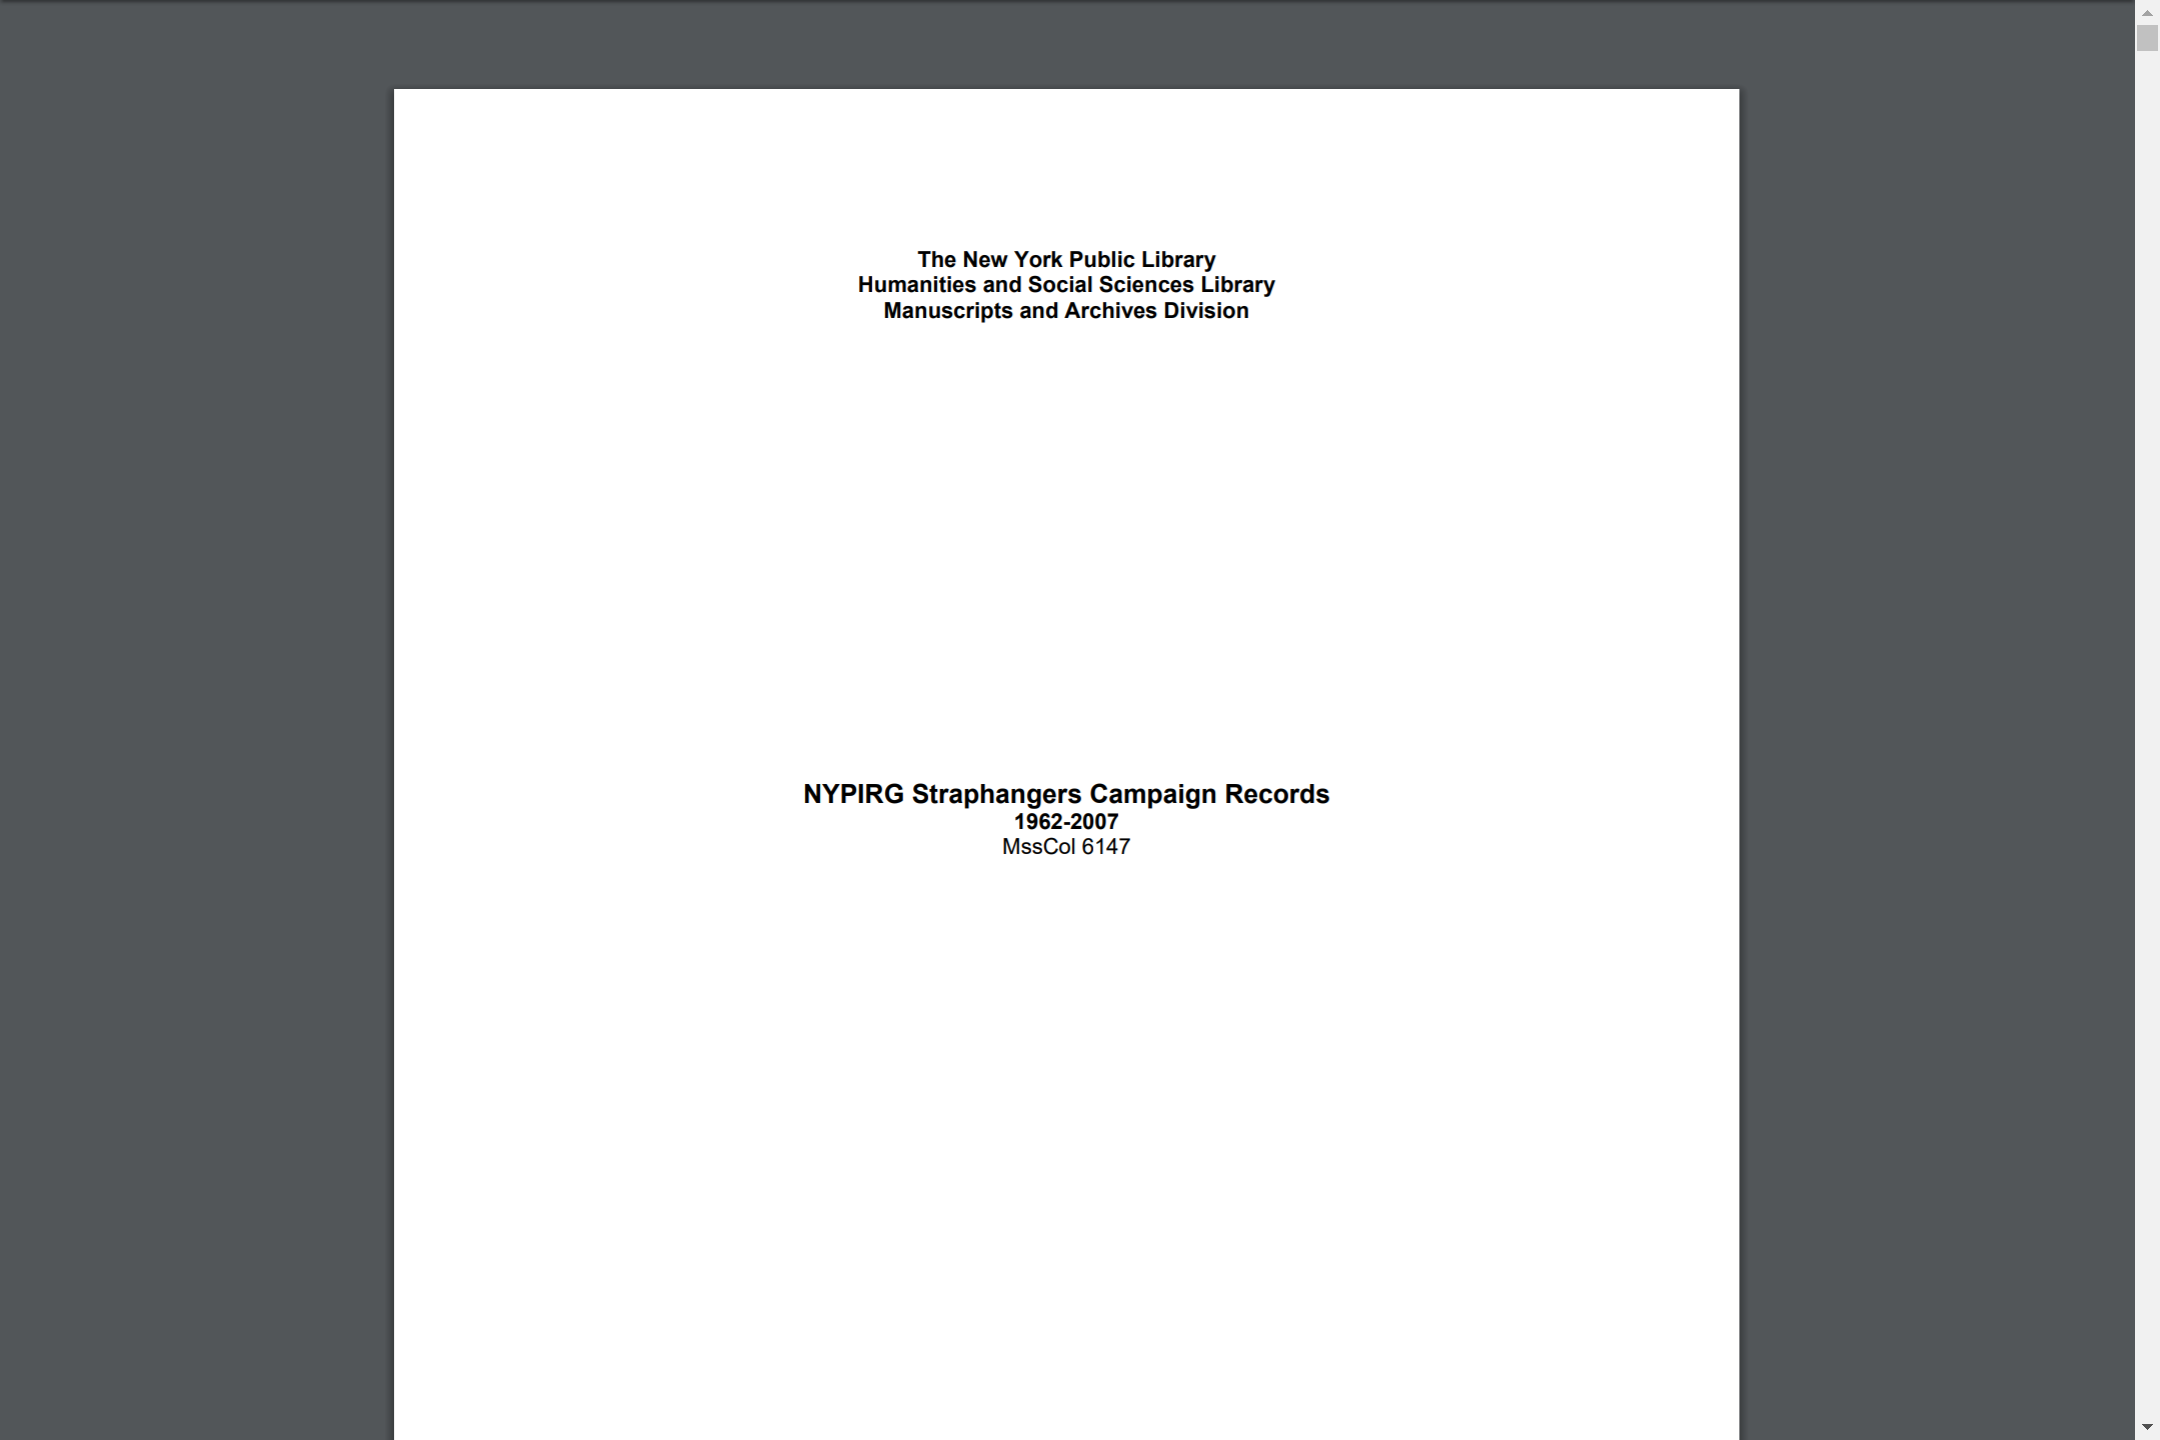 The New York Public Library
Humanities and Social Sciences Library
Manuscripts and Archives Division
NYPIRG Straphangers Campaign Records
1962-2007
MssCol 6147